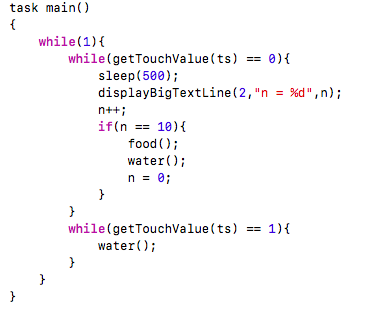 task main()
{
    while(1){
        while(getTouchValue(ts) == 0){
            sleep(500);
            displayBigTextLine(2,"n = %d",n);
            n++;
            if(n == 10){
                food();
                water();
                n = 0;
            }
        }
        while(getTouchValue(ts) == 1){
            water();
        }
    }
}